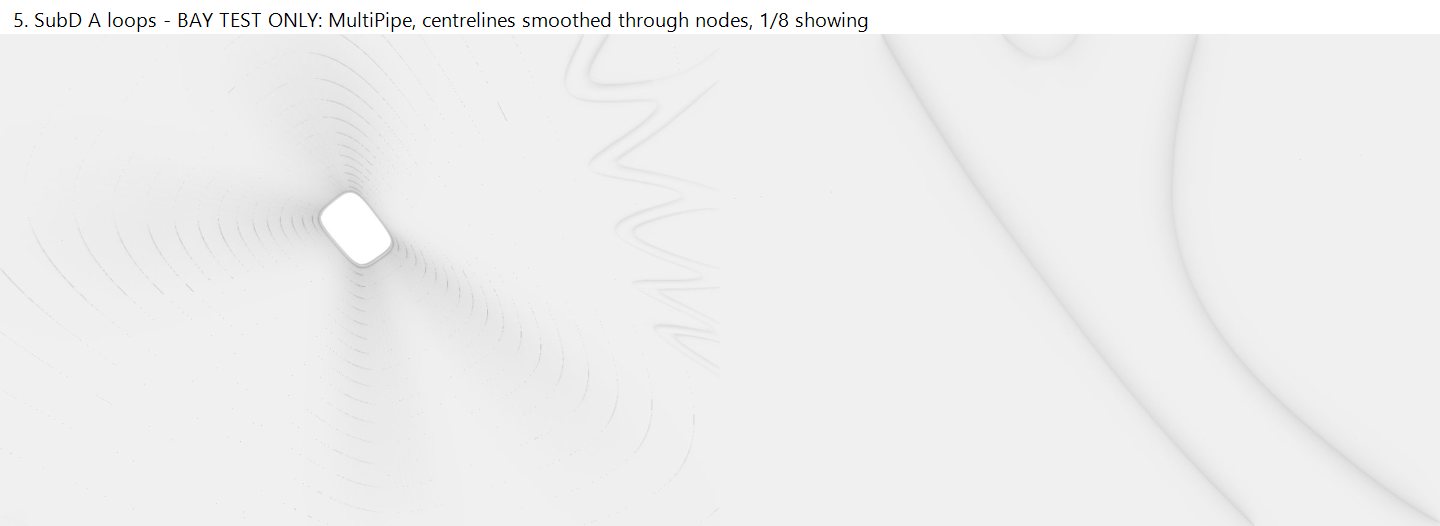 5. SubD A loops - BAY TEST ONLY: MultiPipe, centrelines smoothed through nodes, 1/8 showing